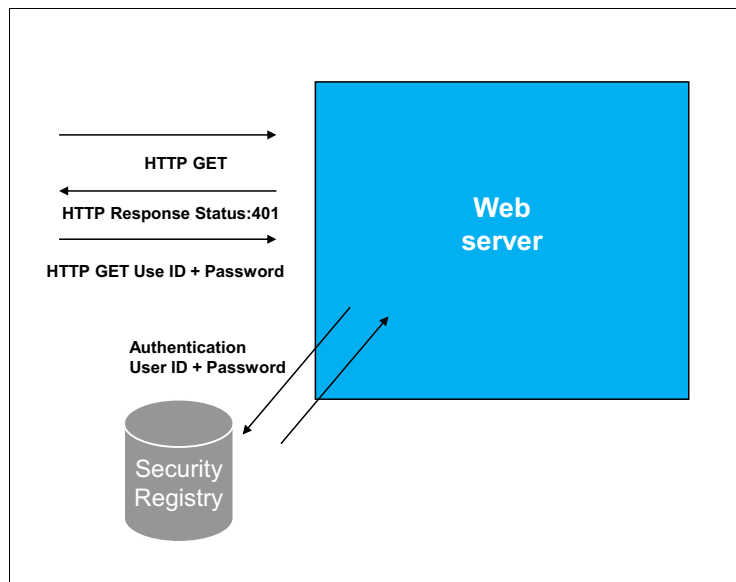 HTTP GET
HTTP Response Status:401
HTTP GET Use ID + Password
Web
server
Authentication
User ID + Password
Security
Registry